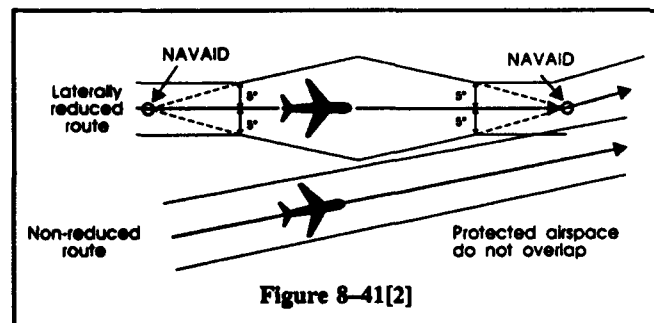 NAVAID
NAVAID
Laterally
reduced
route
5°
5°
5°
5°
Non-reduced
route
Protected airspace
do not overlap
Figure 8–41[2]